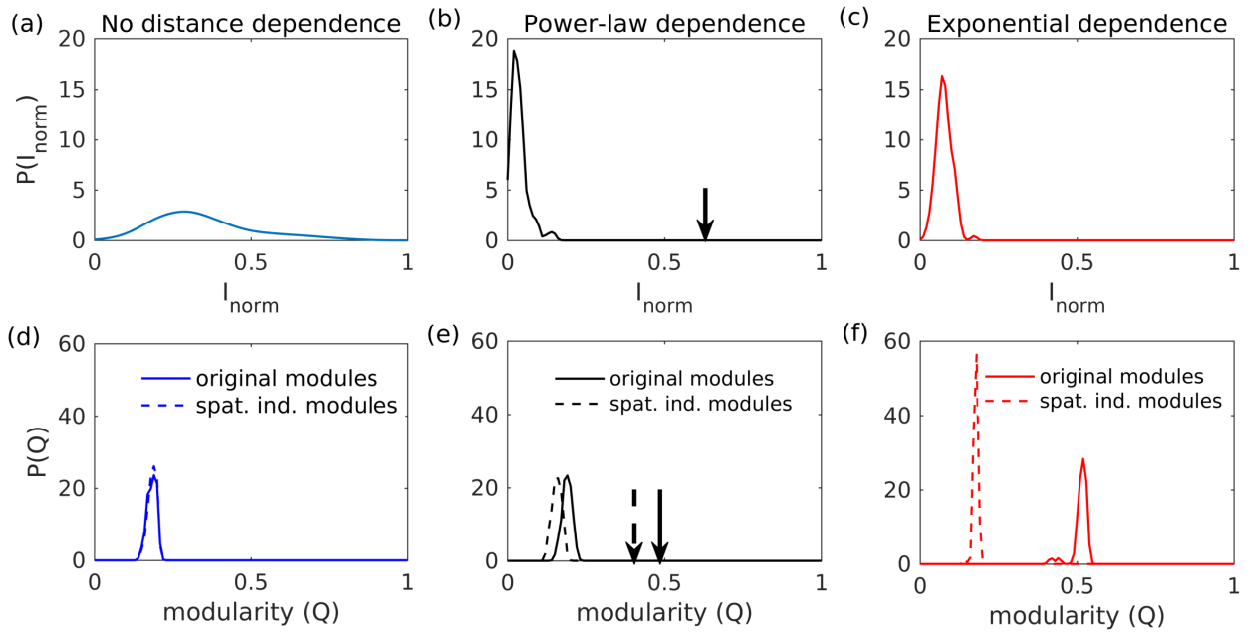 (a) No distance dependence
20
15
10
5
0
P(I_norm)
0 0.5 1
I_norm
(b) Power-law dependence
20
15
10
5
0
0 0.5 1
I_norm
(c) Exponential dependence
20
15
10
5
0
0 0.5 1
I_norm
(d)
60
40
20
0
P(Q)
original modules
spat. ind. modules
0 0.5 1
modularity (Q)
(e)
60
40
20
0
original modules
spat. ind. modules
0 0.5 1
modularity (Q)
(f)
60
40
20
0
original modules
spat. ind. modules
0 0.5 1
modularity (Q)